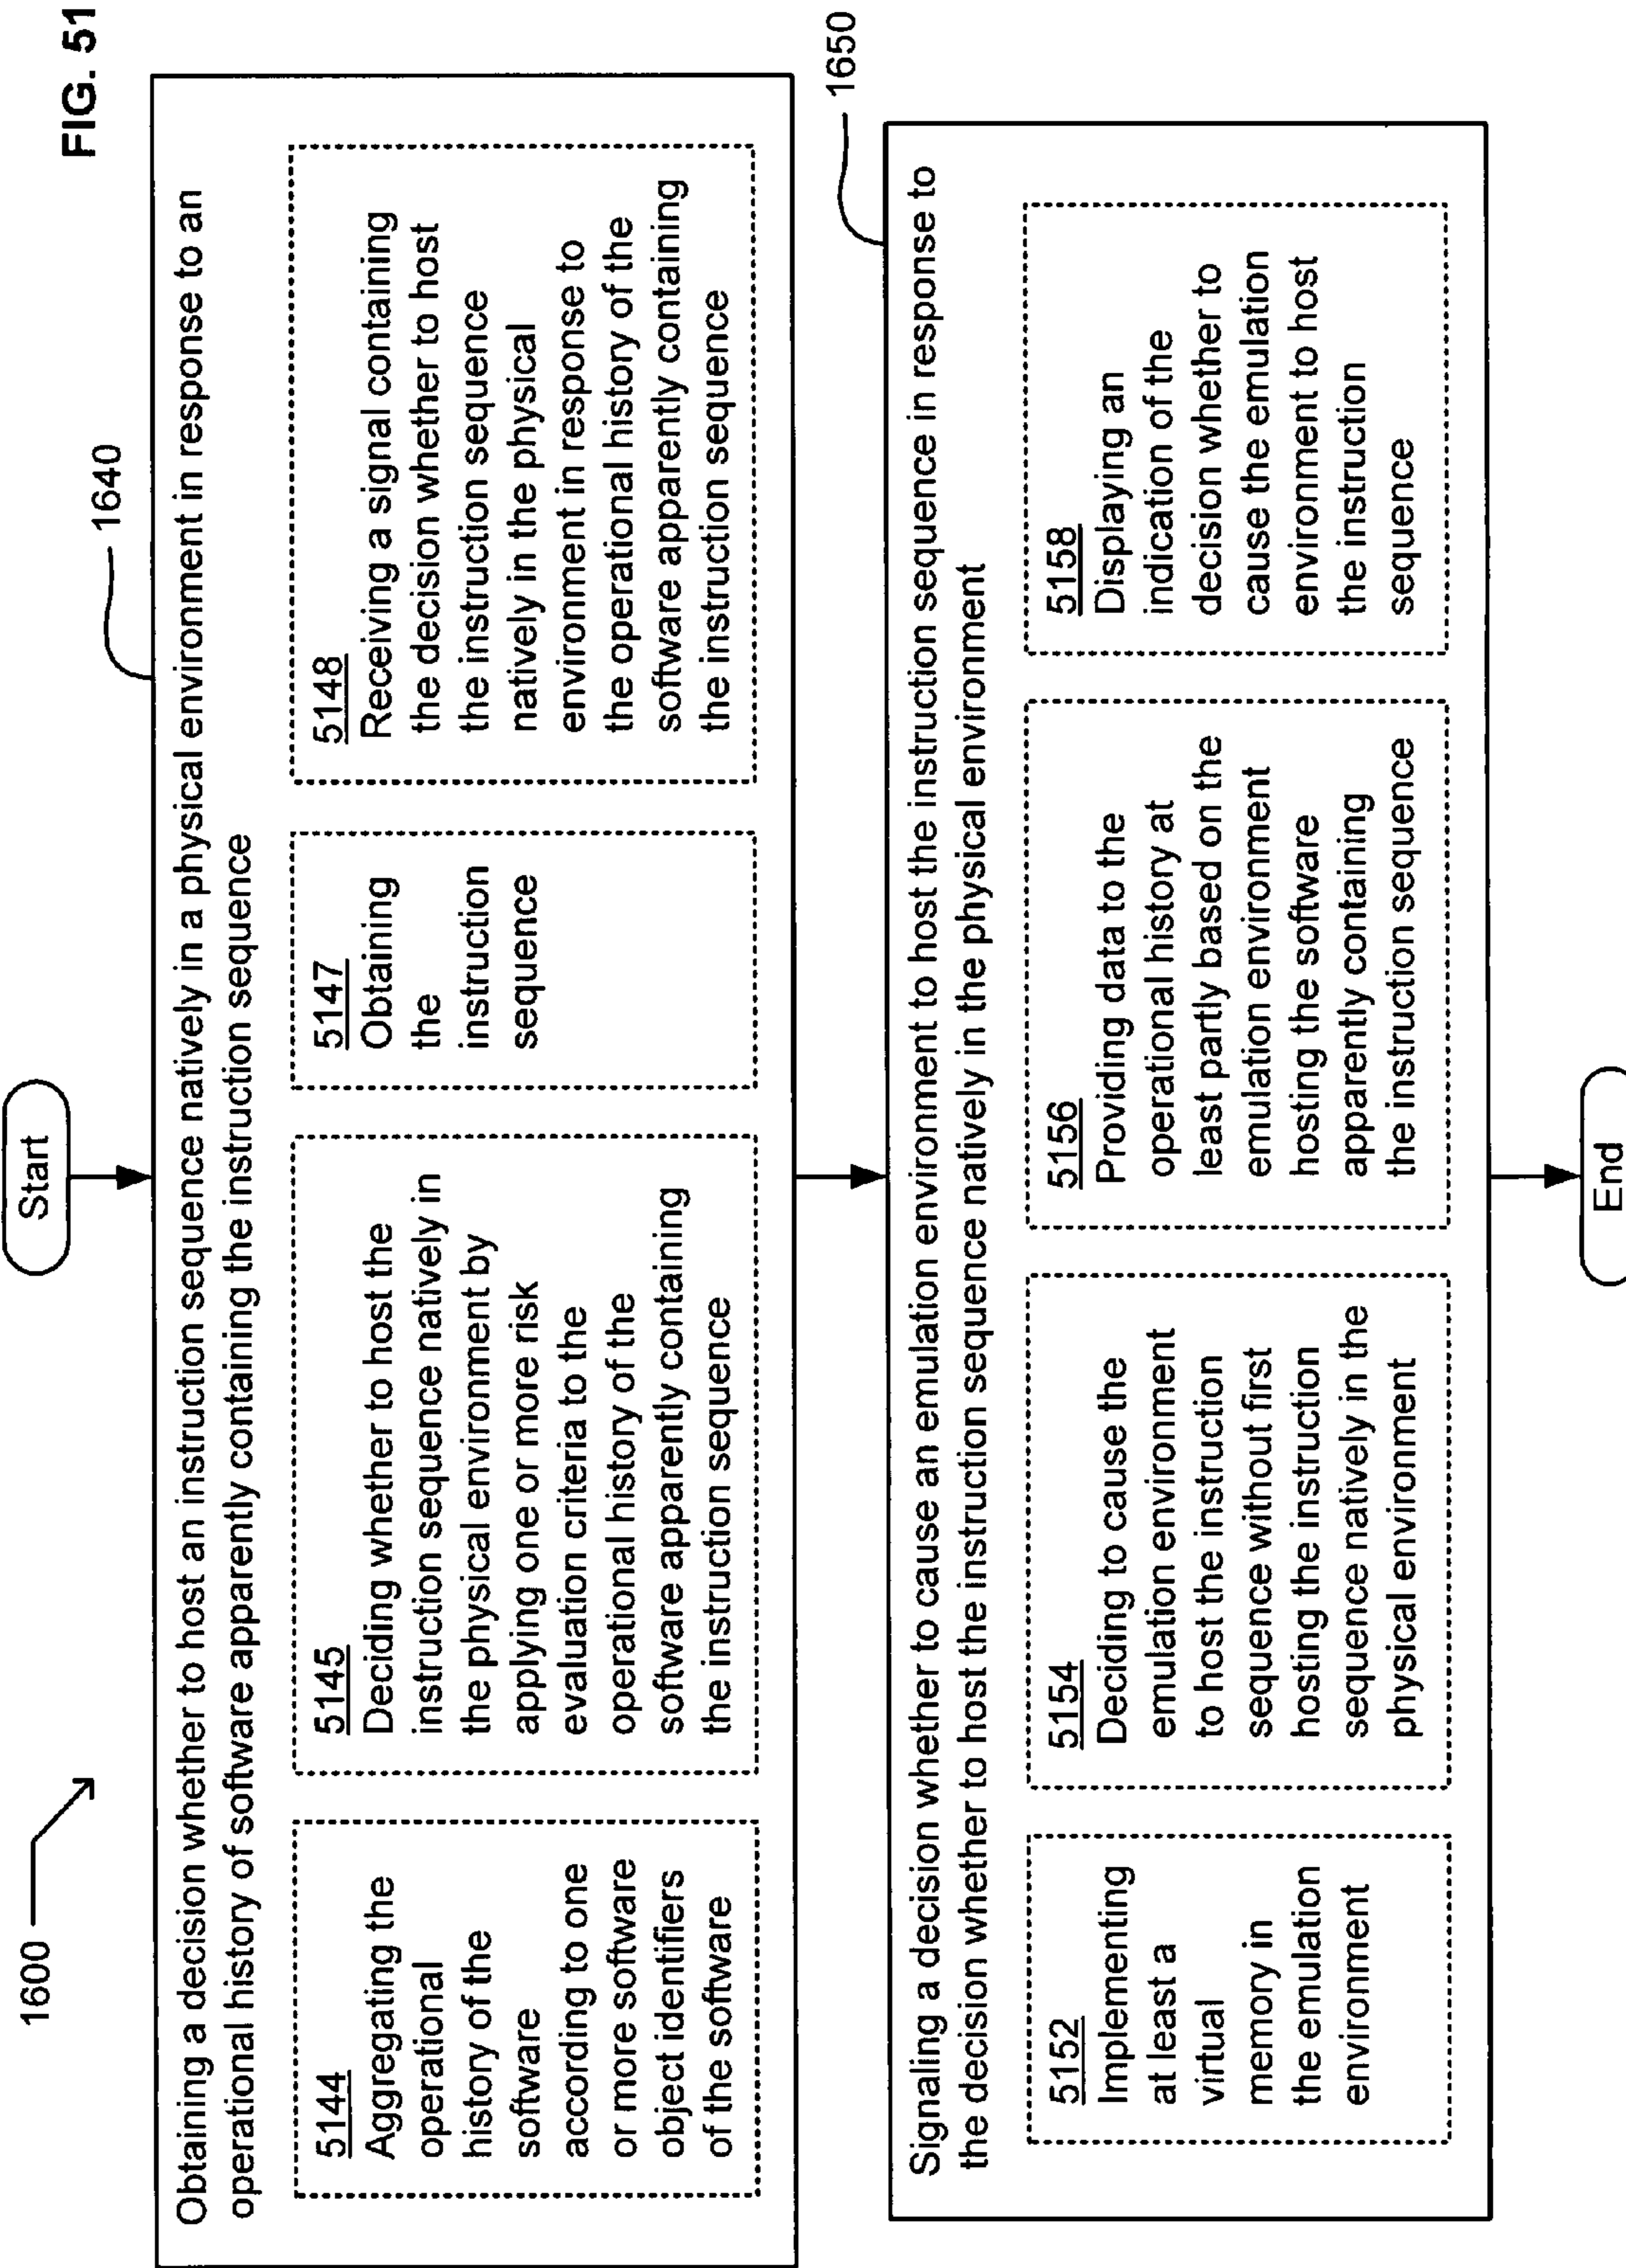 FIG. 51
1600
Start
1640
Obtaining a decision whether to host an instruction sequence natively in a physical environment in response to an
operational history of software apparently containing the instruction sequence
5144
Aggregating the
operational
history of the
software
according to one
or more software
object identifiers
of the software
5145
Deciding whether to host the
instruction sequence natively in
the physical environment by
applying one or more risk
evaluation criteria to the
operational history of the
software apparently containing
the instruction sequence
5147
Obtaining
the
instruction
sequence
5148
Receiving a signal containing
the decision whether to host
the instruction sequence
natively in the physical
environment in response to
the operational history of the
software apparently containing
the instruction sequence
1650
Signaling a decision whether to cause an emulation environment to host the instruction sequence in response to
the decision whether to host the instruction sequence natively in the physical environment
5152
Implementing
at least a
virtual
memory in
the emulation
environment
5154
Deciding to cause the
emulation environment
to host the instruction
sequence without first
hosting the instruction
sequence natively in the
physical environment
5156
Providing data to the
operational history at
least partly based on the
emulation environment
hosting the software
apparently containing
the instruction sequence
5158
Displaying an
indication of the
decision whether to
cause the emulation
environment to host
the instruction
sequence
End